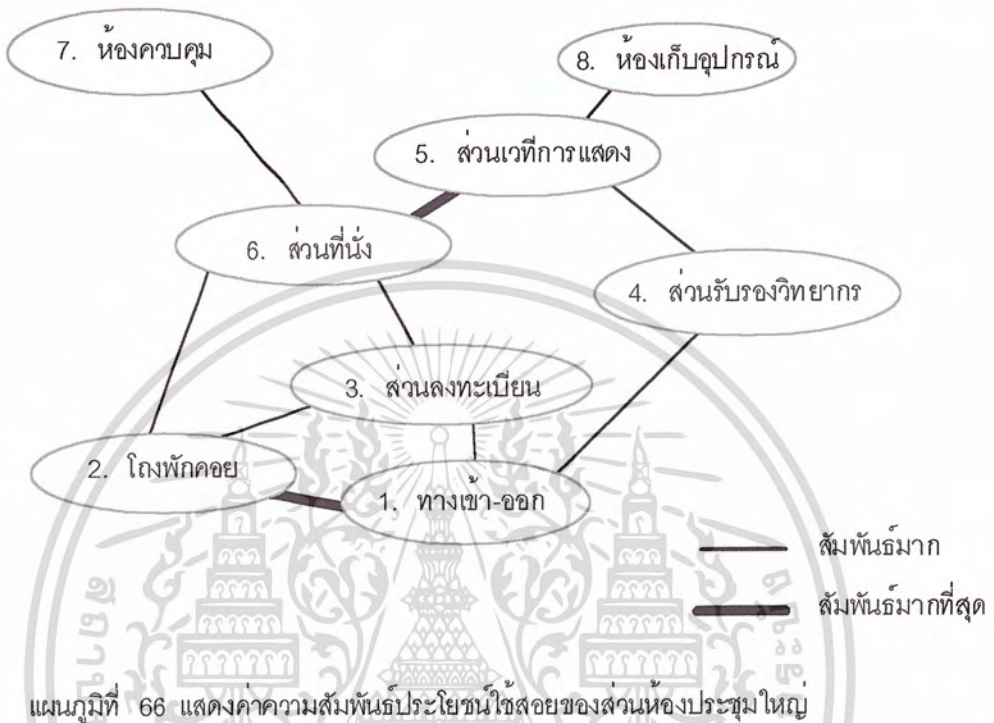 7. ห้องควบคุม
8. ห้องเก็บอุปกรณ์
5. ส่วนเวทีการแสดง
6. ส่วนที่นั่ง
4. ส่วนรับรองวิทยากร
3. ส่วนลงทะเบียน
2. โถงพักคอย
1. ทางเข้า-ออก
สัมพันธ์มาก
สัมพันธ์มากที่สุด
แผนภูมิที่ 66 แสดงค่าความสัมพันธ์ประโยชน์ใช้สอยของส่วนห้องประชุมใหญ่